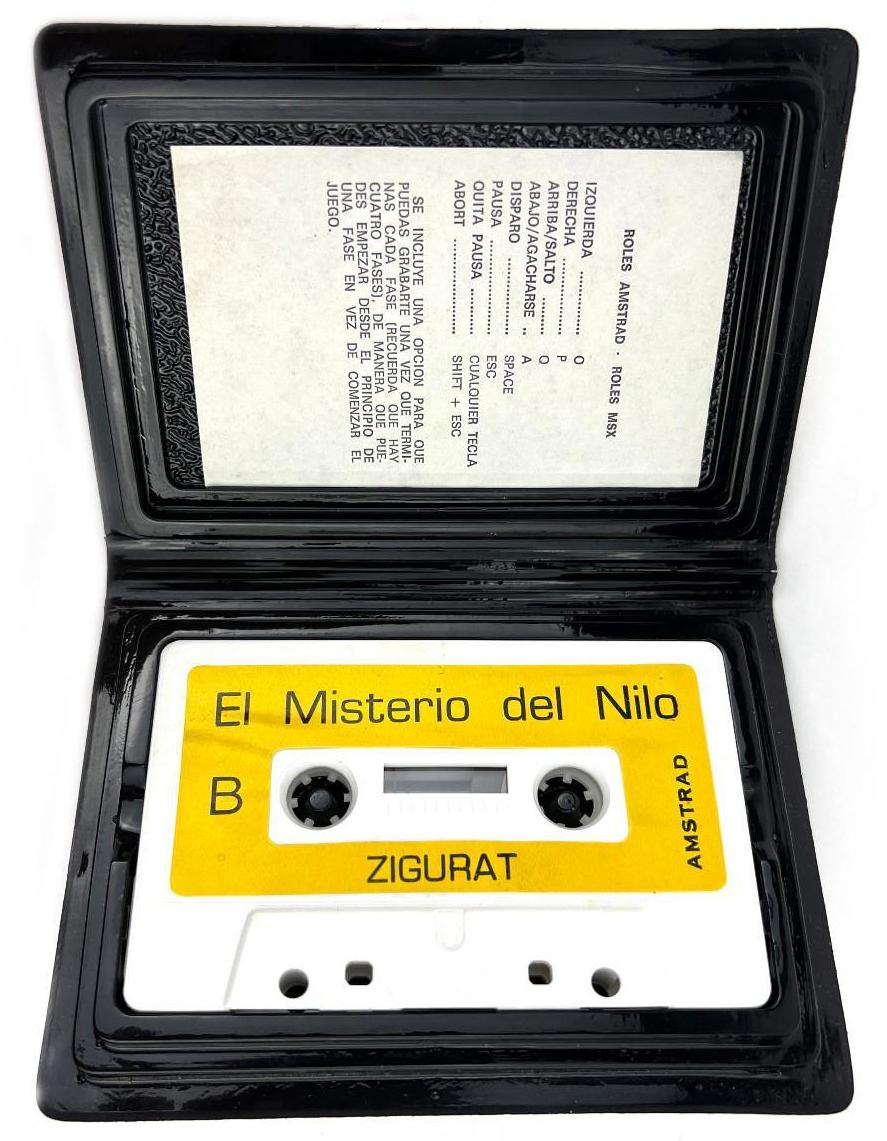 ROLES AMSTRAD - ROLES MSX
IZQUIERDA ............... O
DERECHA .................. P
ARRIBA/SALTO ......... Q
ABAJO/AGACHARSE .. A
DISPARO ................. SPACE
PAUSA ..................... ESC
QUITA PAUSA .......... CUALQUIER TECLA
ABORT ..................... SHIFT + ESC
SE INCLUYE UNA OPCION PARA QUE
PUEDAS GRABARTE UNA VEZ QUE TERMI-
NAS CADA FASE (RECUERDA QUE HAY
CUATRO FASES), DE MANERA QUE PUE-
DES EMPEZAR DESDE EL PRINCIPIO DE
UNA FASE EN VEZ DE COMENZAR EL
JUEGO.
El Misterio del Nilo
B
AMSTRAD
ZIGURAT